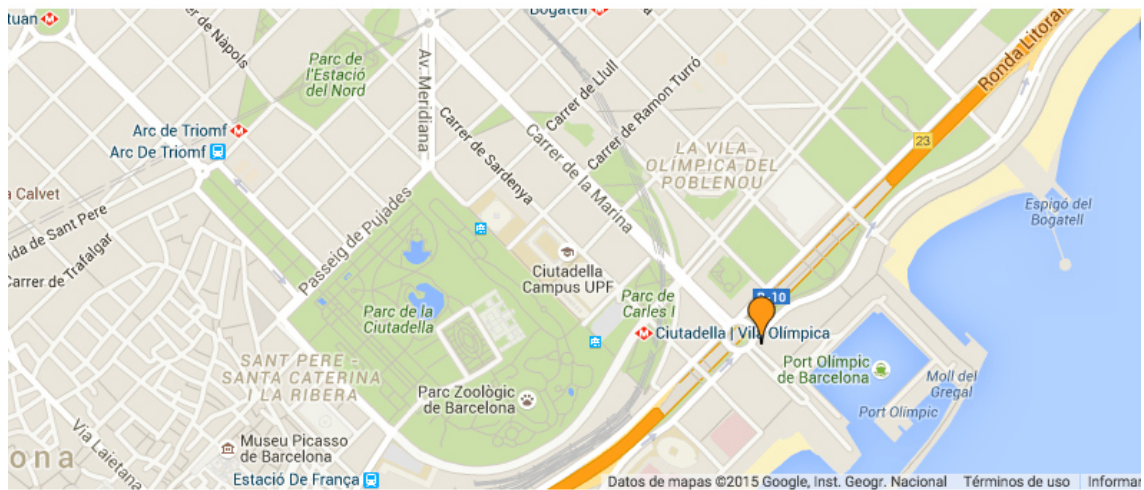 tuan
Bogatell
de Nàpols
Parc de
l'Estació
del Nord
Av. Meridiana
Carrer de Llull
Carrer de Ramon Turró
Ronda Litoral
Arc de Triomf
Arc De Triomf
Carrer de Sardenya
Carrer de la Marina
23
LA VILA
OLÍMPICA DEL
POBLENOU
a Calvet
nda de Sant Pere
Carrer de Trafalgar
Passeig de Pujades
Espigó del
Bogatell
Ciutadella
Campus UPF
Parc de la
Ciutadella
Parc de
Carles I
-10
Ciutadella | Vila Olímpica
SANT PERE -
SANTA CATERINA
I LA RIBERA
Port Olímpic
de Barcelona
Moll del
Gregal
Port Olímpic
Parc Zoològic
de Barcelona
Via Laietana
ona
Museu Picasso
de Barcelona
Estació De França
Datos de mapas ©2015 Google, Inst. Geogr. Nacional Términos de uso Informar